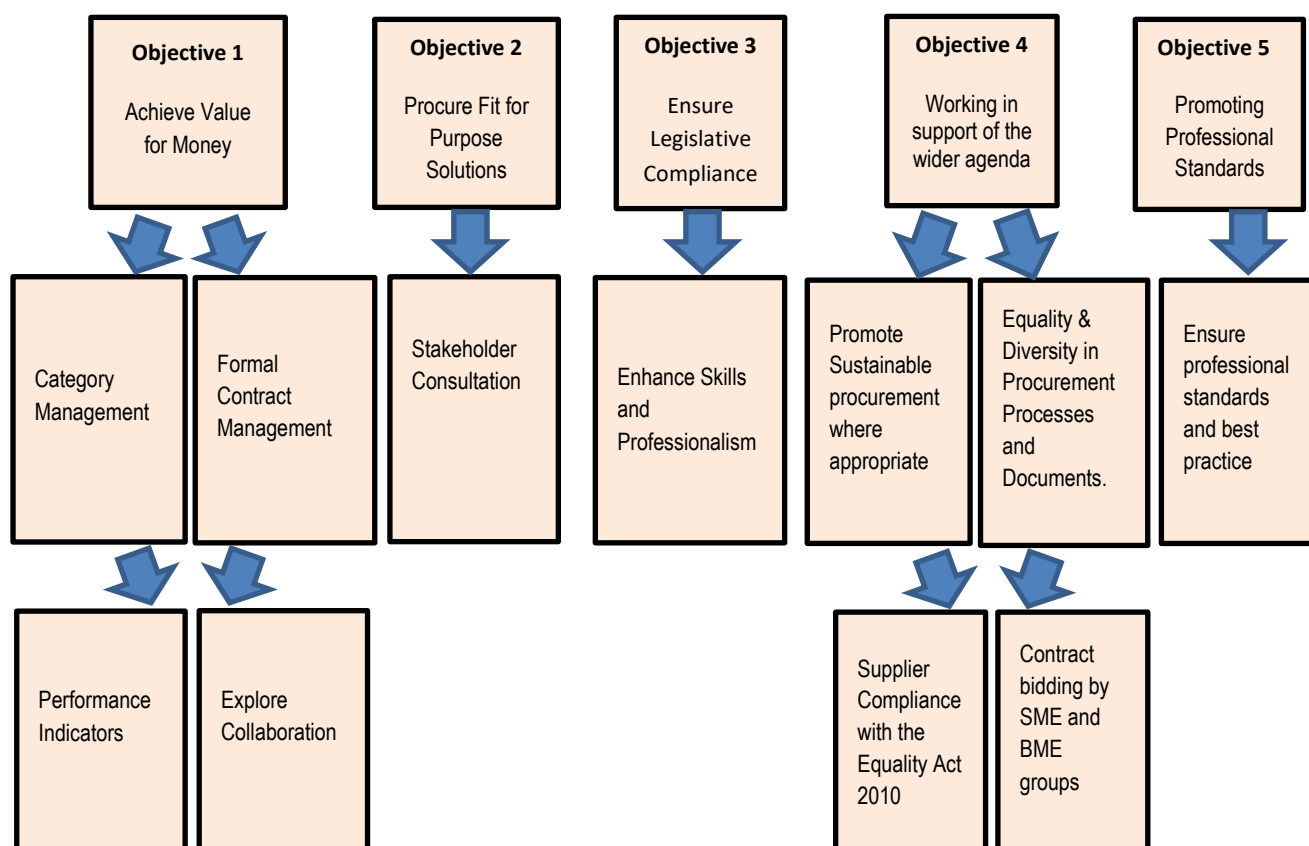 Objective 1
Achieve Value
for Money
Objective 2
Procure Fit for
Purpose
Solutions
Objective 3
Ensure
Legislative
Compliance
Objective 4
Working in
support of the
wider agenda
Objective 5
Promoting
Professional
Standards
Category
Management
Formal
Contract
Management
Stakeholder
Consultation
Enhance Skills
and
Professionalism
Promote
Sustainable
procurement
where
appropriate
Equality &
Diversity in
Procurement
Processes
and
Documents.
Ensure
professional
standards
and best
practice
Performance
Indicators
Explore
Collaboration
Supplier
Compliance
with the
Equality Act
2010
Contract
bidding by
SME and
BME
groups